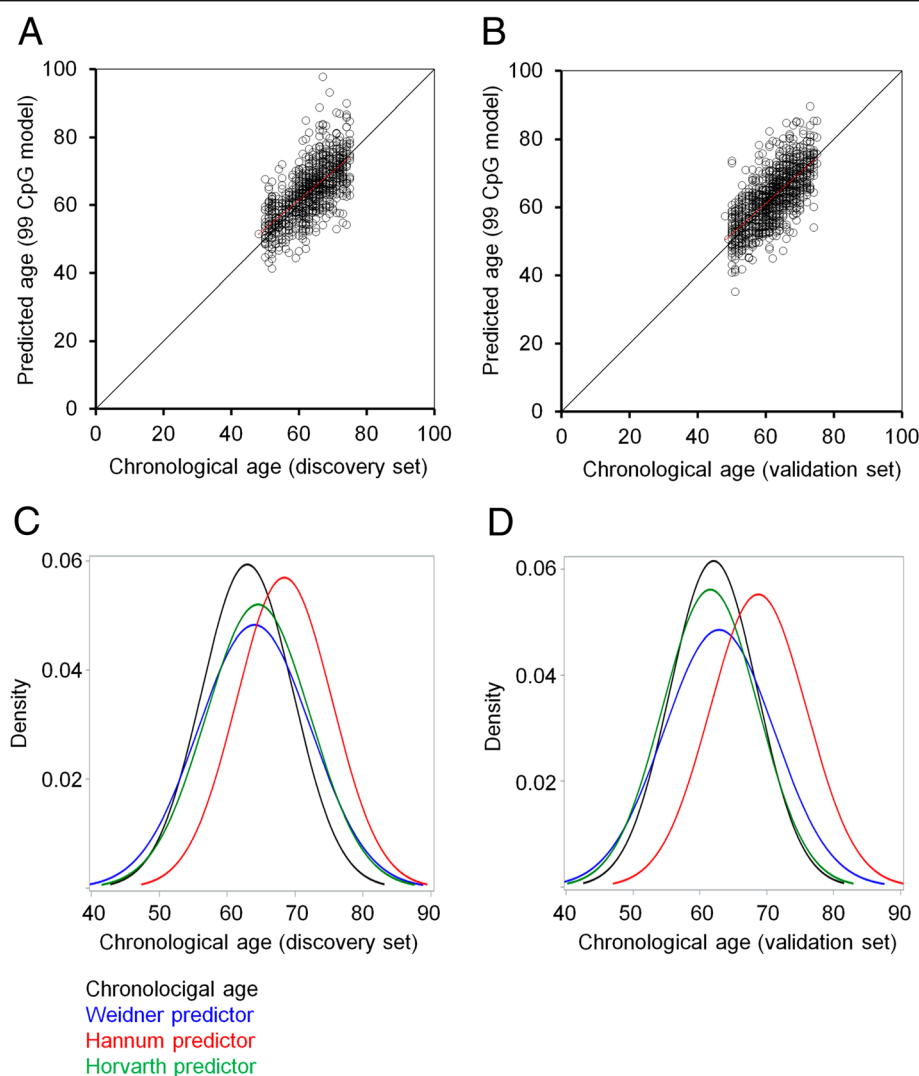 A
B
100
80
60
40
20
0
Predicted age (99 CpG model)
0 20 40 60 80 100
Chronological age (discovery set)
100
80
60
40
20
0
Predicted age (99 CpG model)
0 20 40 60 80 100
Chronological age (validation set)
C
D
0.06
0.04
0.02
Density
40 50 60 70 80 90
Chronological age (discovery set)
0.06
0.04
0.02
Density
40 50 60 70 80 90
Chronological age (validation set)
Chronolocigal age
Weidner predictor
Hannum predictor
Horvarth predictor